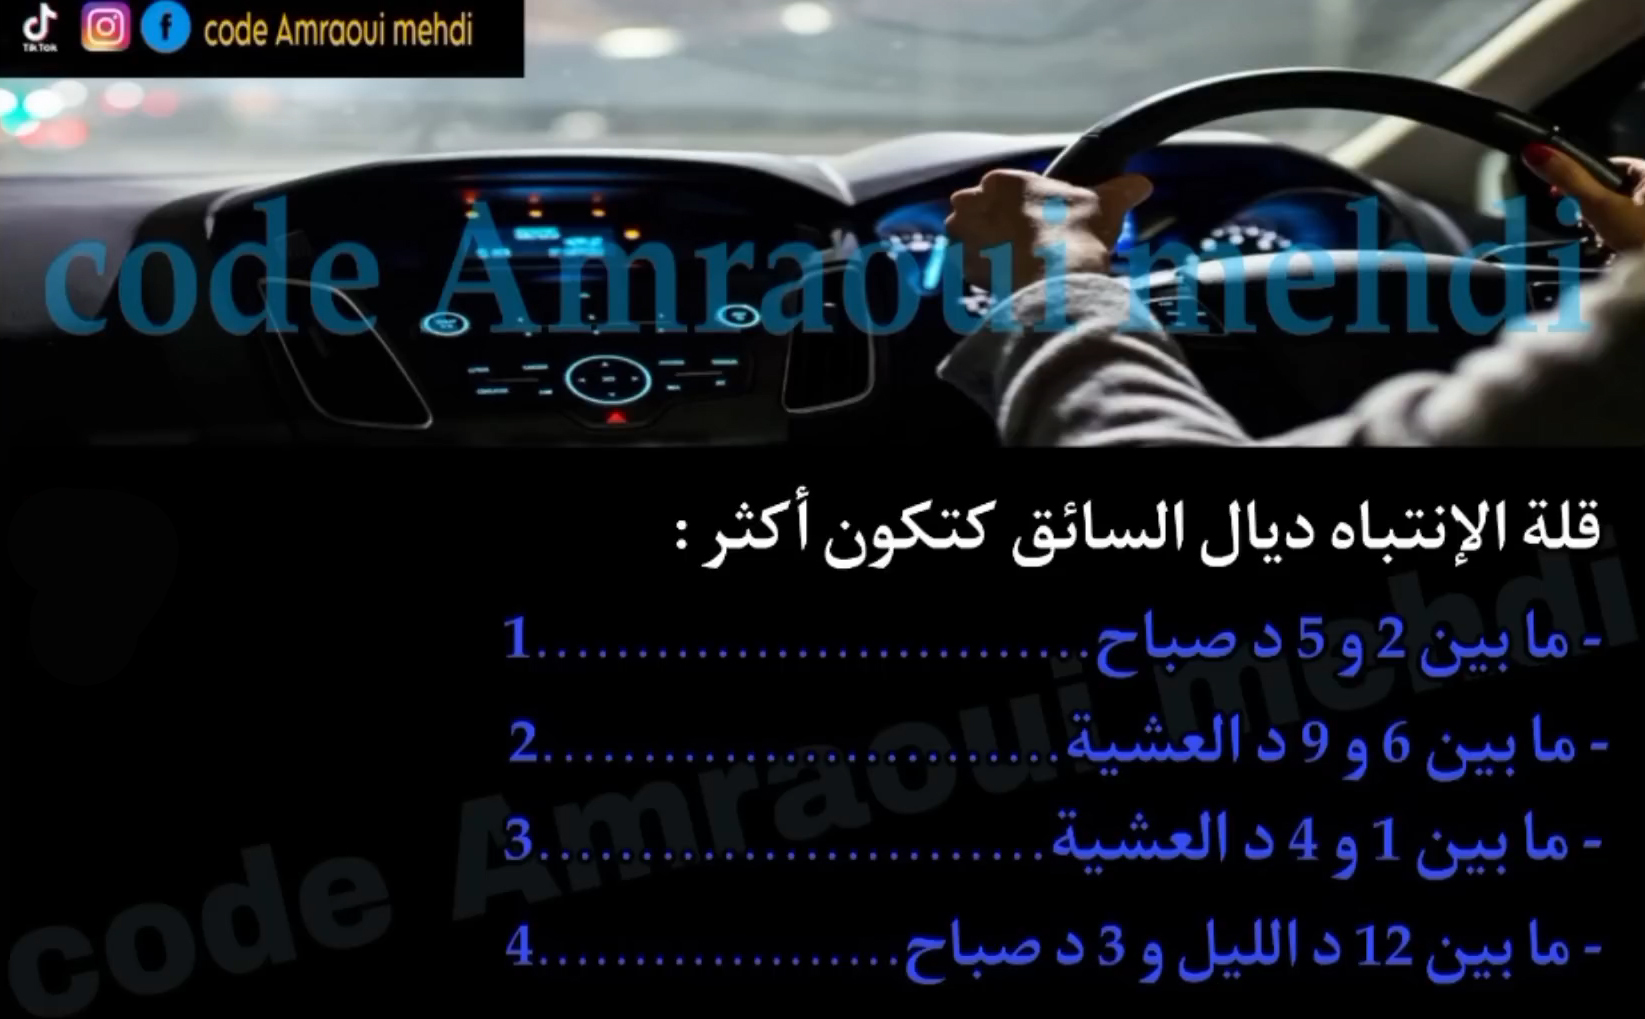 TikTok
code Amraoui mehdi
code Amraoui mehdi
قلة الإنتباه ديال السائق كتكون أكثر :
- ما بين 2 و 5 د صباح...........................1
- ما بين 6 و 9 د العشية.........................2
- ما بين 1 و 4 د العشية........................3
- ما بين 12 د الليل و 3 د صباح..................4
code Amraoui mehdi